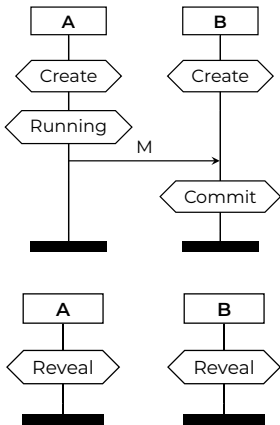 A B
Create Create
Running
M
Commit
A B
Reveal Reveal